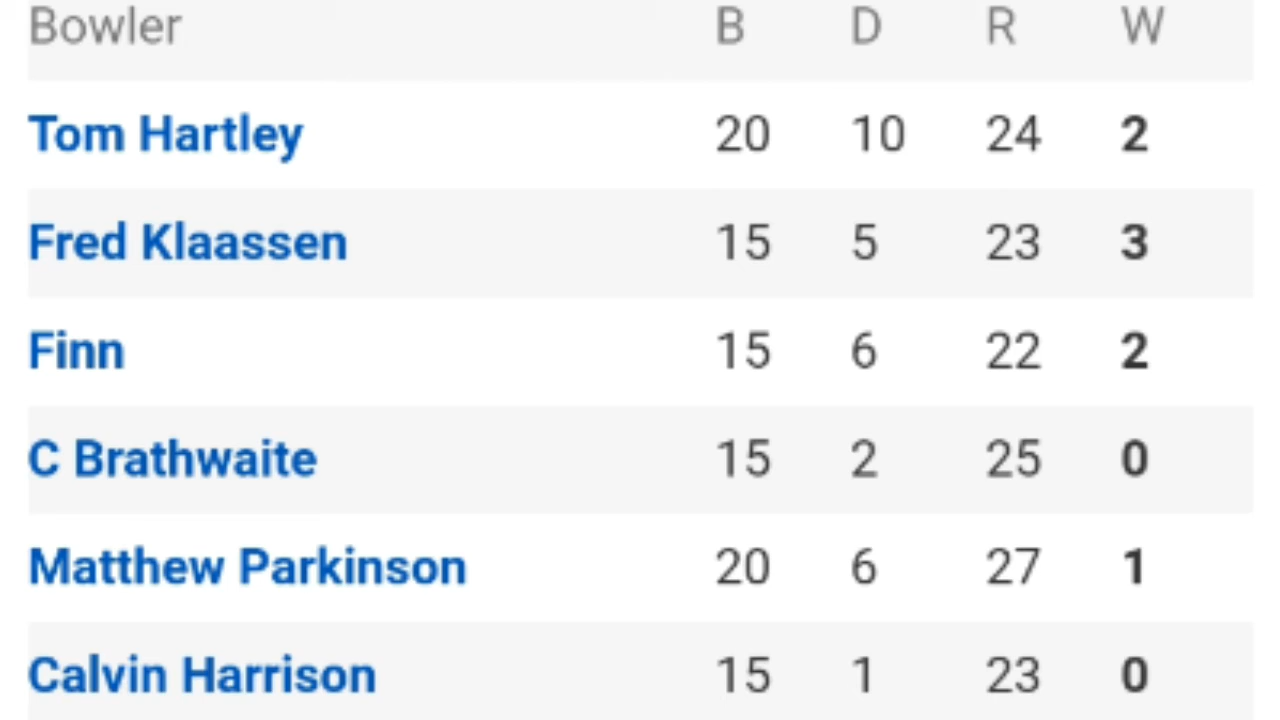 Bowler B D R W
Tom Hartley 20 10 24 2
Fred Klaassen 15 5 23 3
Finn 15 6 22 2
C Brathwaite 15 2 25 0
Matthew Parkinson 20 6 27 1
Calvin Harrison 15 1 23 0